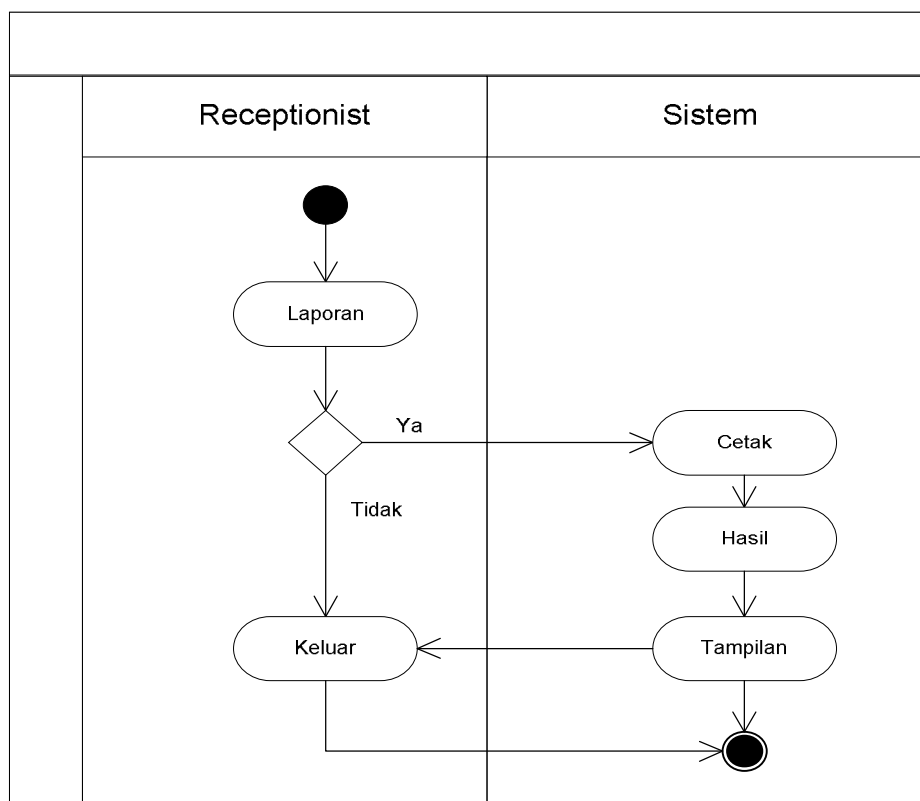 Receptionist
Sistem
Laporan
Ya
Cetak
Tidak
Hasil
Keluar
Tampilan